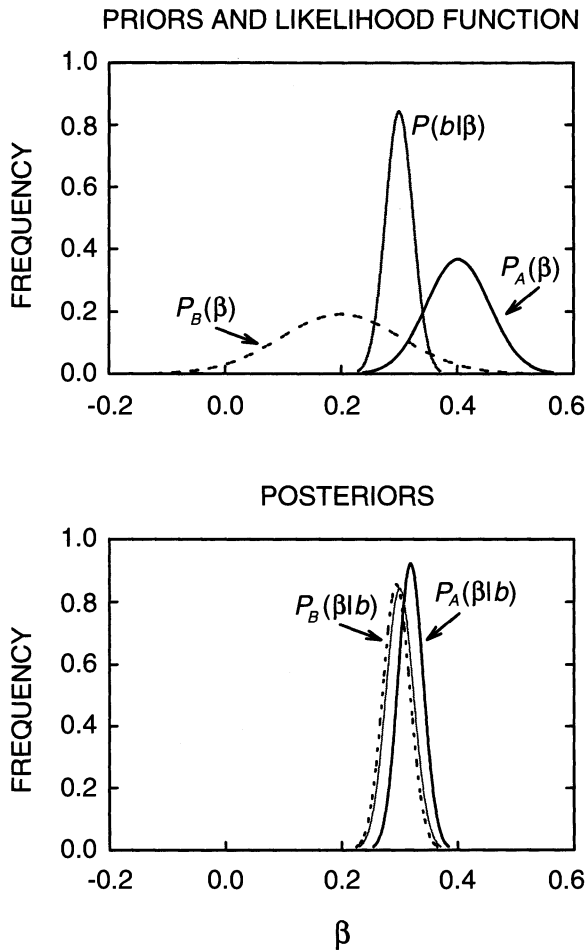 PRIORS AND LIKELIHOOD FUNCTION
FREQUENCY
1.0
0.8
0.6
0.4
0.2
0.0
P(b|β)
P_A(β)
P_B(β)
-0.2 0.0 0.2 0.4 0.6
POSTERIORS
FREQUENCY
1.0
0.8
0.6
0.4
0.2
0.0
P_B(β|b)
P_A(β|b)
-0.2 0.0 0.2 0.4 0.6
β